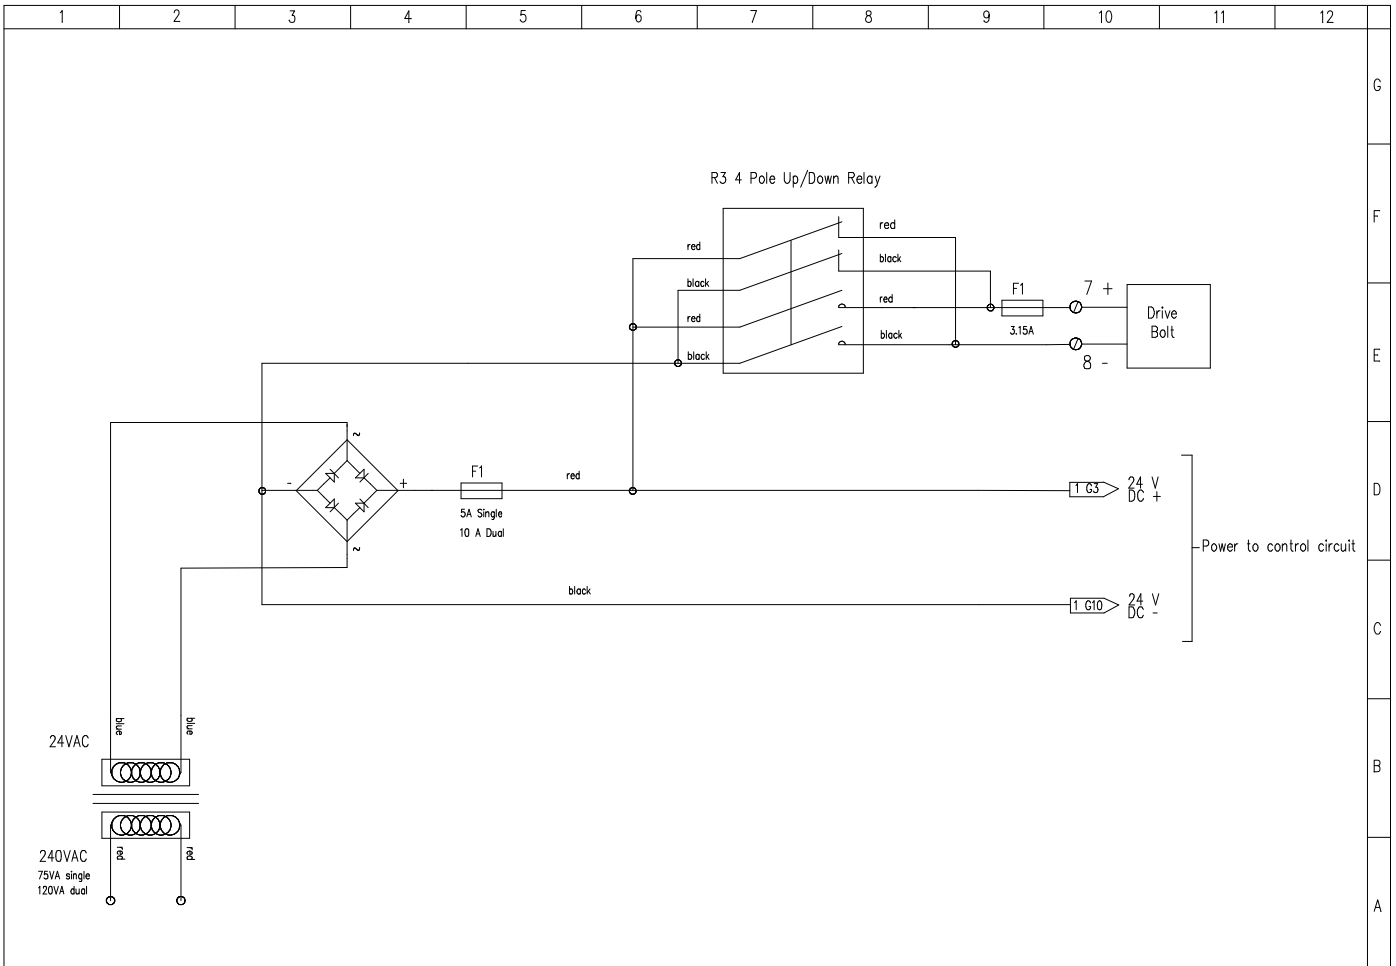 1 2 3 4 5 6 7 8 9 10 11 12
G
R3 4 Pole Up/Down Relay
F
red
red
black
black
red
red
black
black
F1
3.15A
7 +
8 -
Drive
Bolt
E
~
-
+
~
F1
5A Single
10 A Dual
red
1 G3
24 V
DC +
D
Power to control circuit
black
1 G10
24 V
DC -
C
blue
blue
24VAC
B
240VAC
75VA single
120VA dual
red
red
A